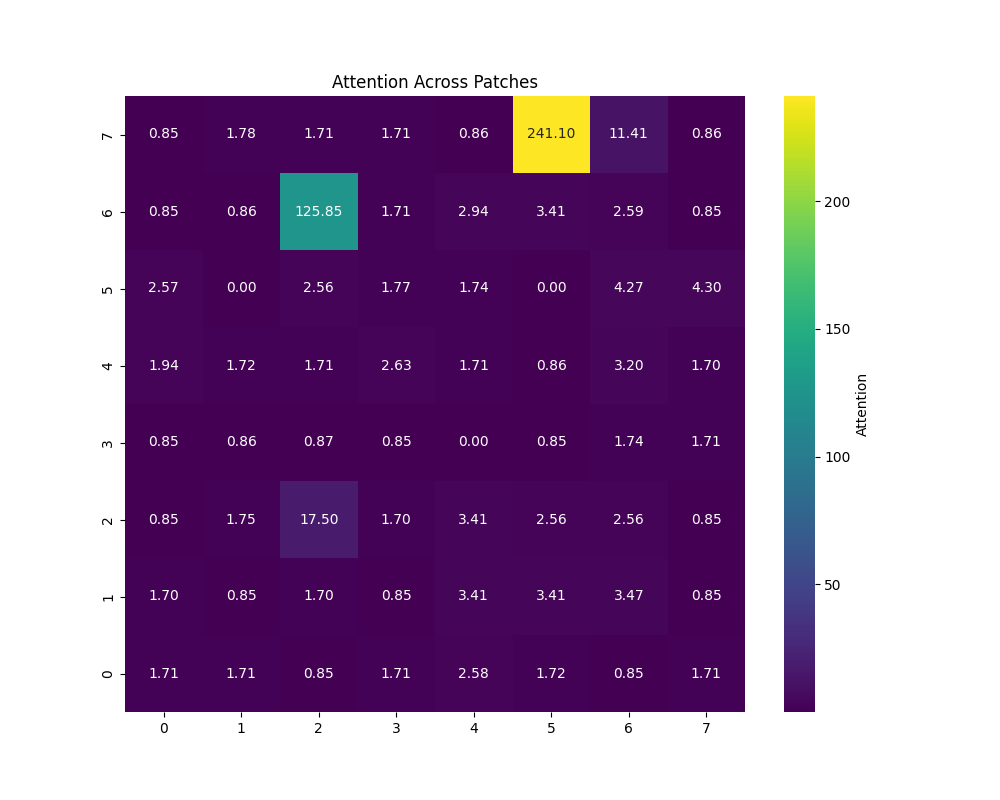 Attention Across Patches
7 0.85 1.78 1.71 1.71 0.86 241.10 11.41 0.86
6 0.85 0.86 125.85 1.71 2.94 3.41 2.59 0.85
5 2.57 0.00 2.56 1.77 1.74 0.00 4.27 4.30
4 1.94 1.72 1.71 2.63 1.71 0.86 3.20 1.70
3 0.85 0.86 0.87 0.85 0.00 0.85 1.74 1.71
2 0.85 1.75 17.50 1.70 3.41 2.56 2.56 0.85
1 1.70 0.85 1.70 0.85 3.41 3.41 3.47 0.85
0 1.71 1.71 0.85 1.71 2.58 1.72 0.85 1.71
0 1 2 3 4 5 6 7
200
150
100
50
Attention